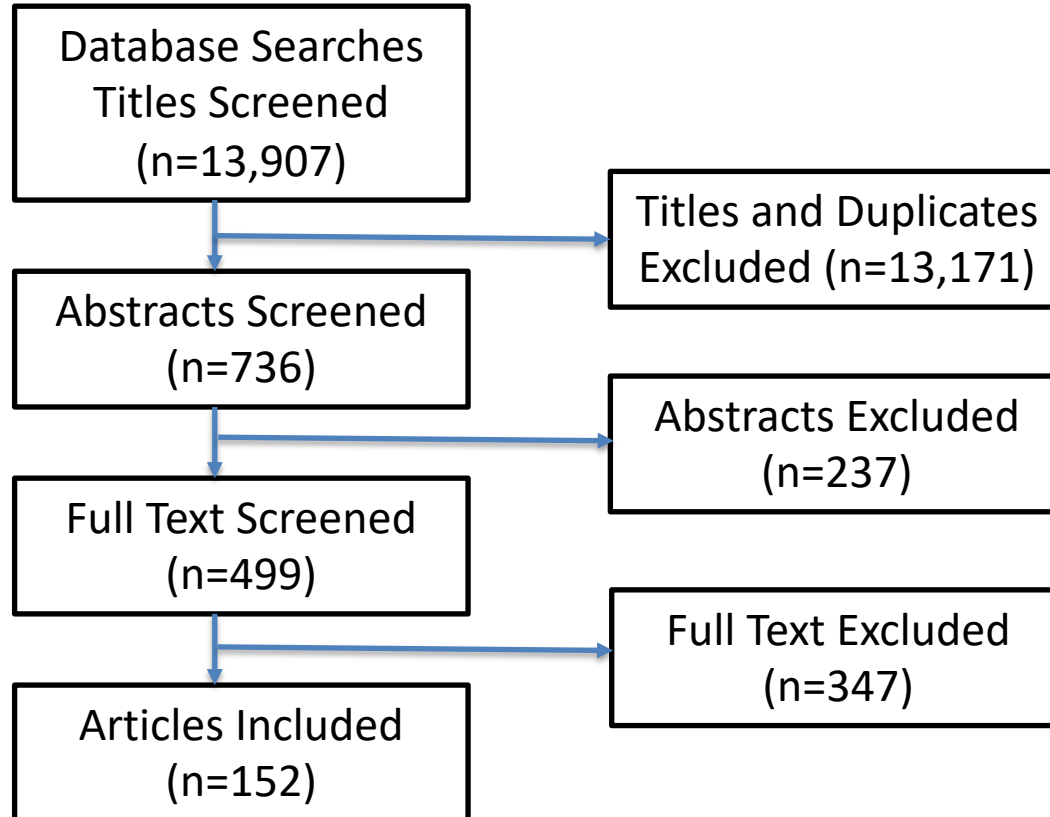 Database Searches
Titles Screened
(n=13,907)
Titles and Duplicates
Excluded (n=13,171)
Abstracts Screened
(n=736)
Abstracts Excluded
(n=237)
Full Text Screened
(n=499)
Full Text Excluded
(n=347)
Articles Included
(n=152)